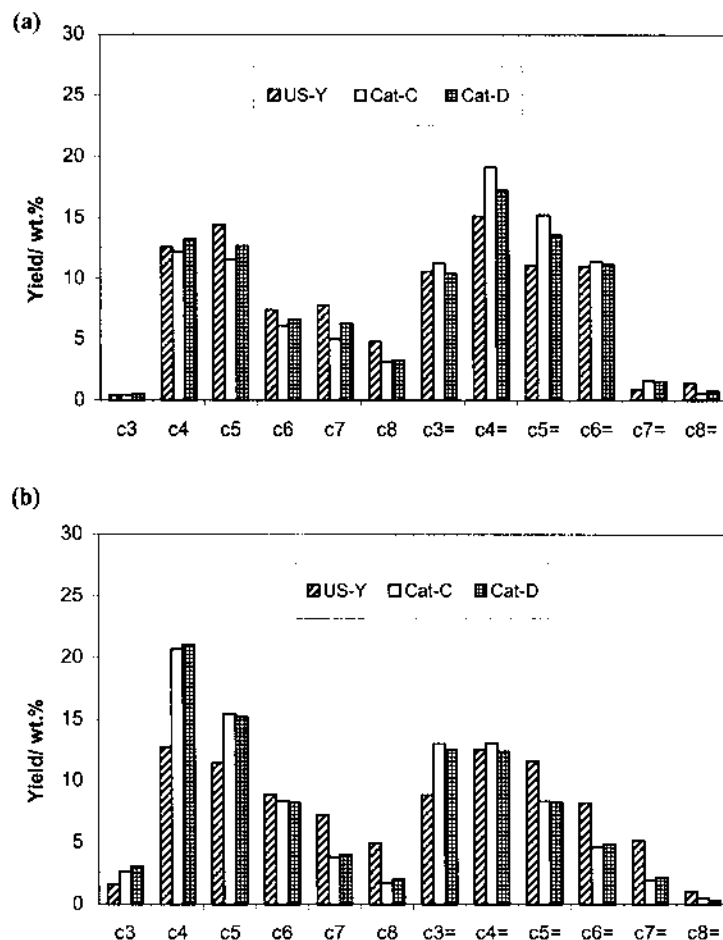 (a)
30
25
20
15
10
5
0
Yield/ wt.%
US-Y Cat-C Cat-D
c3 c4 c5 c6 c7 c8 c3= c4= c5= c6= c7= c8=
(b)
30
25
20
15
10
5
0
Yield/ wt.%
US-Y Cat-C Cat-D
c3 c4 c5 c6 c7 c8 c3= c4= c5= c6= c7= c8=